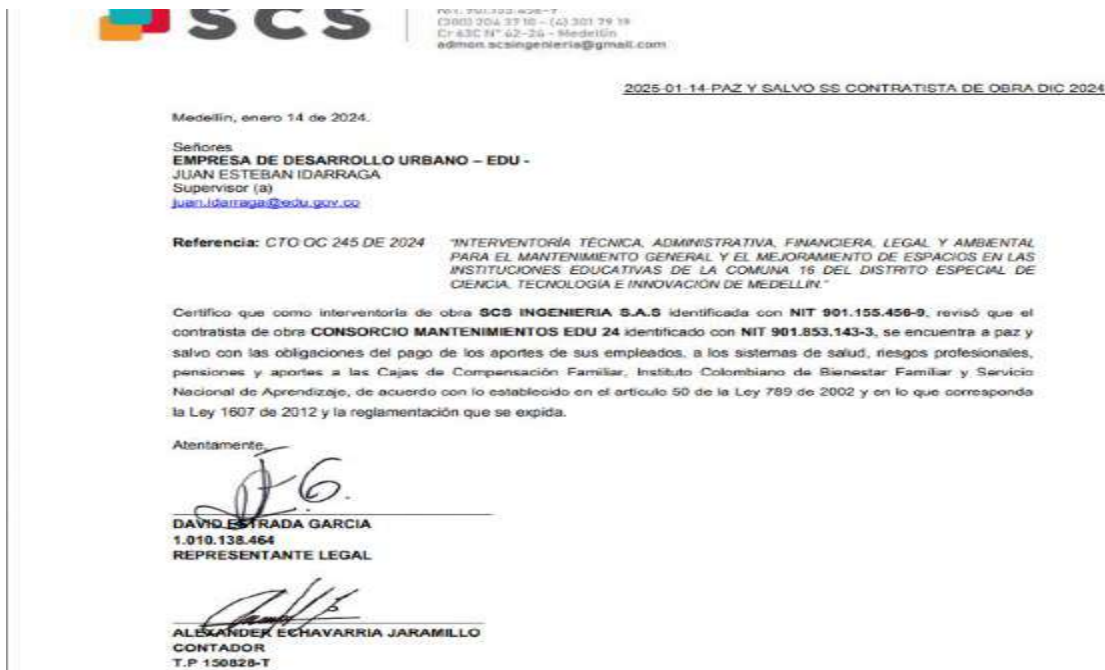 SCS
NIT. 901.155.456-9
(300) 204 3710 - (4) 301 79 19
Cr 63C N° 62-26 - Medellín
admon.scsingenieria@gmail.com
2025-01-14-PAZ Y SALVO SS CONTRATISTA DE OBRA DIC 2024
Medellín, enero 14 de 2024.
Señores
EMPRESA DE DESARROLLO URBANO – EDU -
JUAN ESTEBAN IDARRAGA
Supervisor (a)
juan.idarraga@edu.gov.co
Referencia: CTO OC 245 DE 2024 "INTERVENTORÍA TÉCNICA, ADMINISTRATIVA, FINANCIERA, LEGAL Y AMBIENTAL
PARA EL MANTENIMIENTO GENERAL Y EL MEJORAMIENTO DE ESPACIOS EN LAS
INSTITUCIONES EDUCATIVAS DE LA COMUNA 16 DEL DISTRITO ESPECIAL DE
CIENCIA, TECNOLOGÍA E INNOVACIÓN DE MEDELLÍN."
Certifico que como interventoría de obra SCS INGENIERIA S.A.S identificada con NIT 901.155.456-9, revisó que el
contratista de obra CONSORCIO MANTENIMIENTOS EDU 24 identificado con NIT 901.853.143-3, se encuentra a paz y
salvo con las obligaciones del pago de los aportes de sus empleados, a los sistemas de salud, riesgos profesionales,
pensiones y aportes a las Cajas de Compensación Familiar, Instituto Colombiano de Bienestar Familiar y Servicio
Nacional de Aprendizaje, de acuerdo con lo establecido en el artículo 50 de la Ley 789 de 2002 y en lo que corresponda
la Ley 1607 de 2012 y la reglamentación que se expida.
Atentamente,
DAVID ESTRADA GARCIA
1.010.138.464
REPRESENTANTE LEGAL
ALEXANDER ECHAVARRIA JARAMILLO
CONTADOR
T.P 150828-T